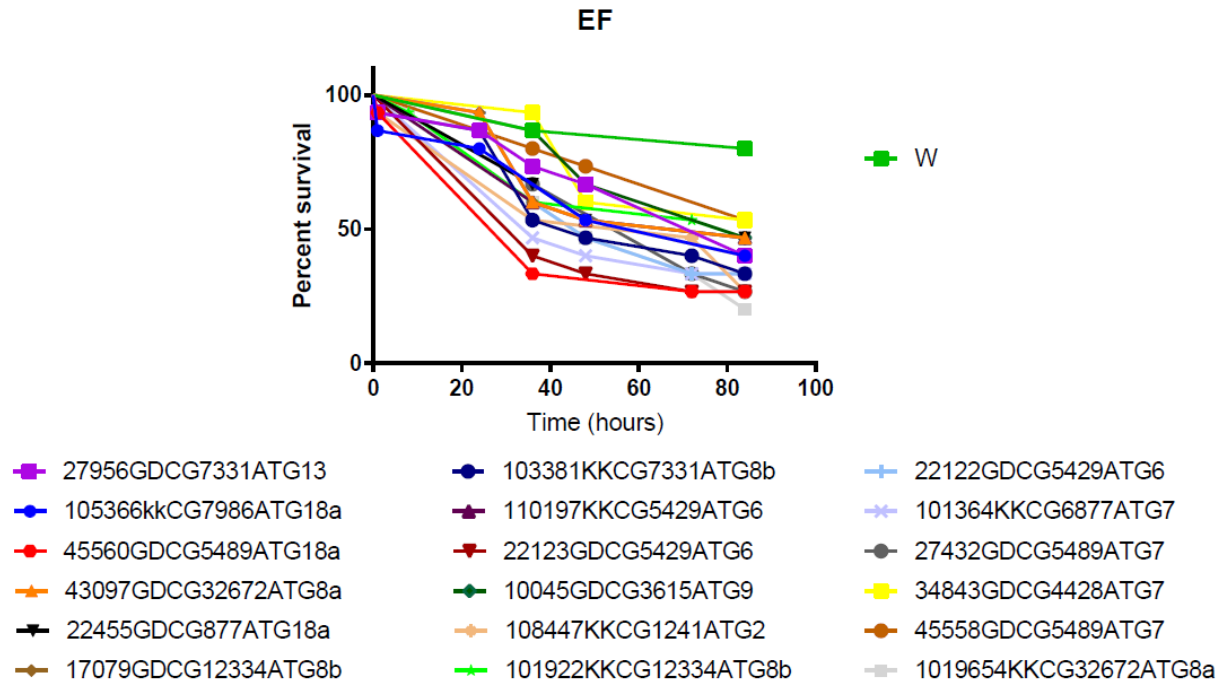 EF
100
50
0
Percent survival
0 20 40 60 80 100
Time (hours)
W
27956GDCG7331ATG13 103381KKCG7331ATG8b 22122GDCG5429ATG6
105366kkCG7986ATG18a 110197KKCG5429ATG6 101364KKCG6877ATG7
45560GDCG5489ATG18a 22123GDCG5429ATG6 27432GDCG5489ATG7
43097GDCG32672ATG8a 10045GDCG3615ATG9 34843GDCG4428ATG7
22455GDCG877ATG18a 108447KKCG1241ATG2 45558GDCG5489ATG7
17079GDCG12334ATG8b 101922KKCG12334ATG8b 1019654KKCG32672ATG8a